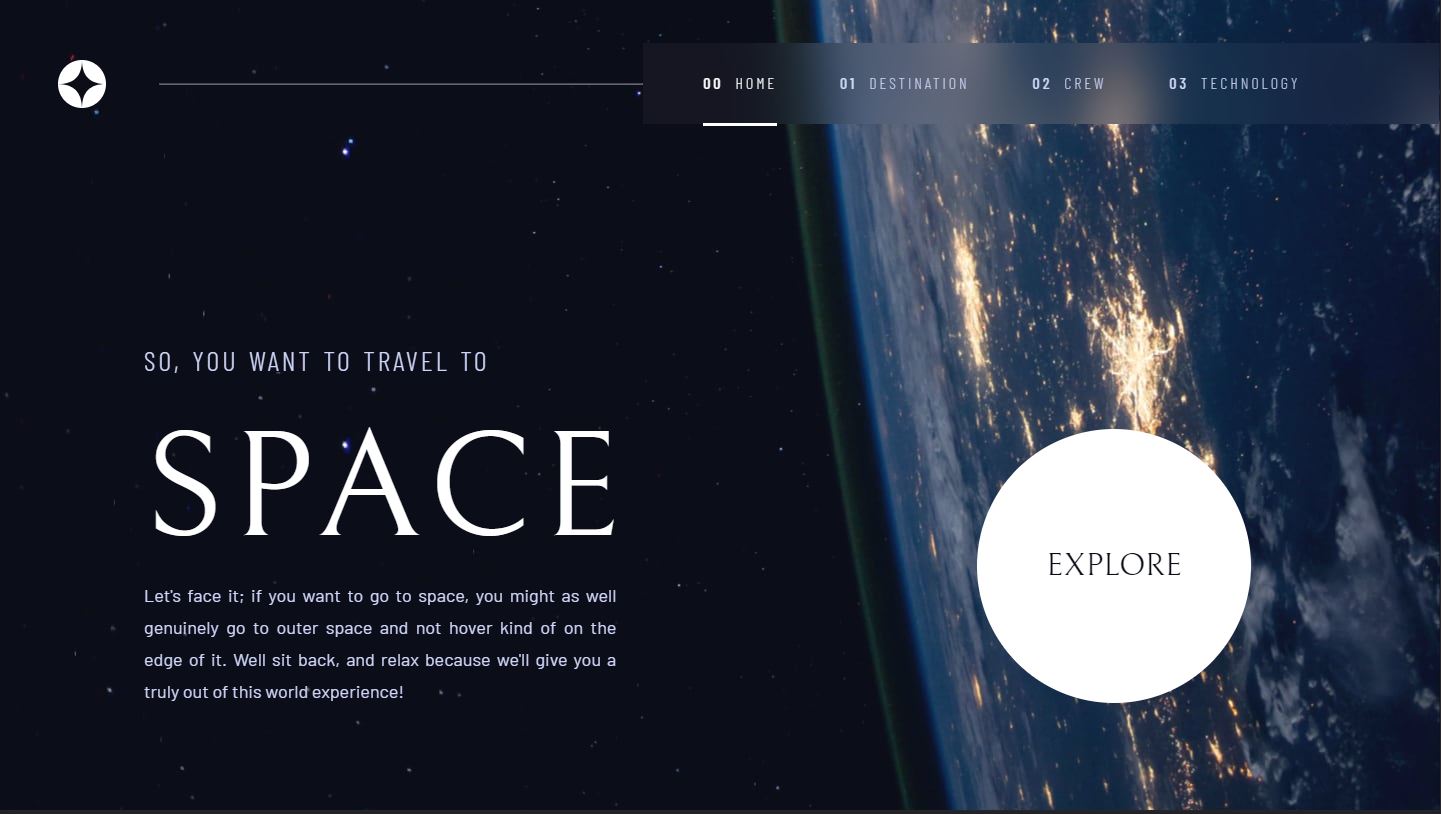 00 HOME 01 DESTINATION 02 CREW 03 TECHNOLOGY
SO, YOU WANT TO TRAVEL TO
SPACE
Let's face it; if you want to go to space, you might as well
genuinely go to outer space and not hover kind of on the
edge of it. Well sit back, and relax because we'll give you a
truly out of this world experience!
EXPLORE